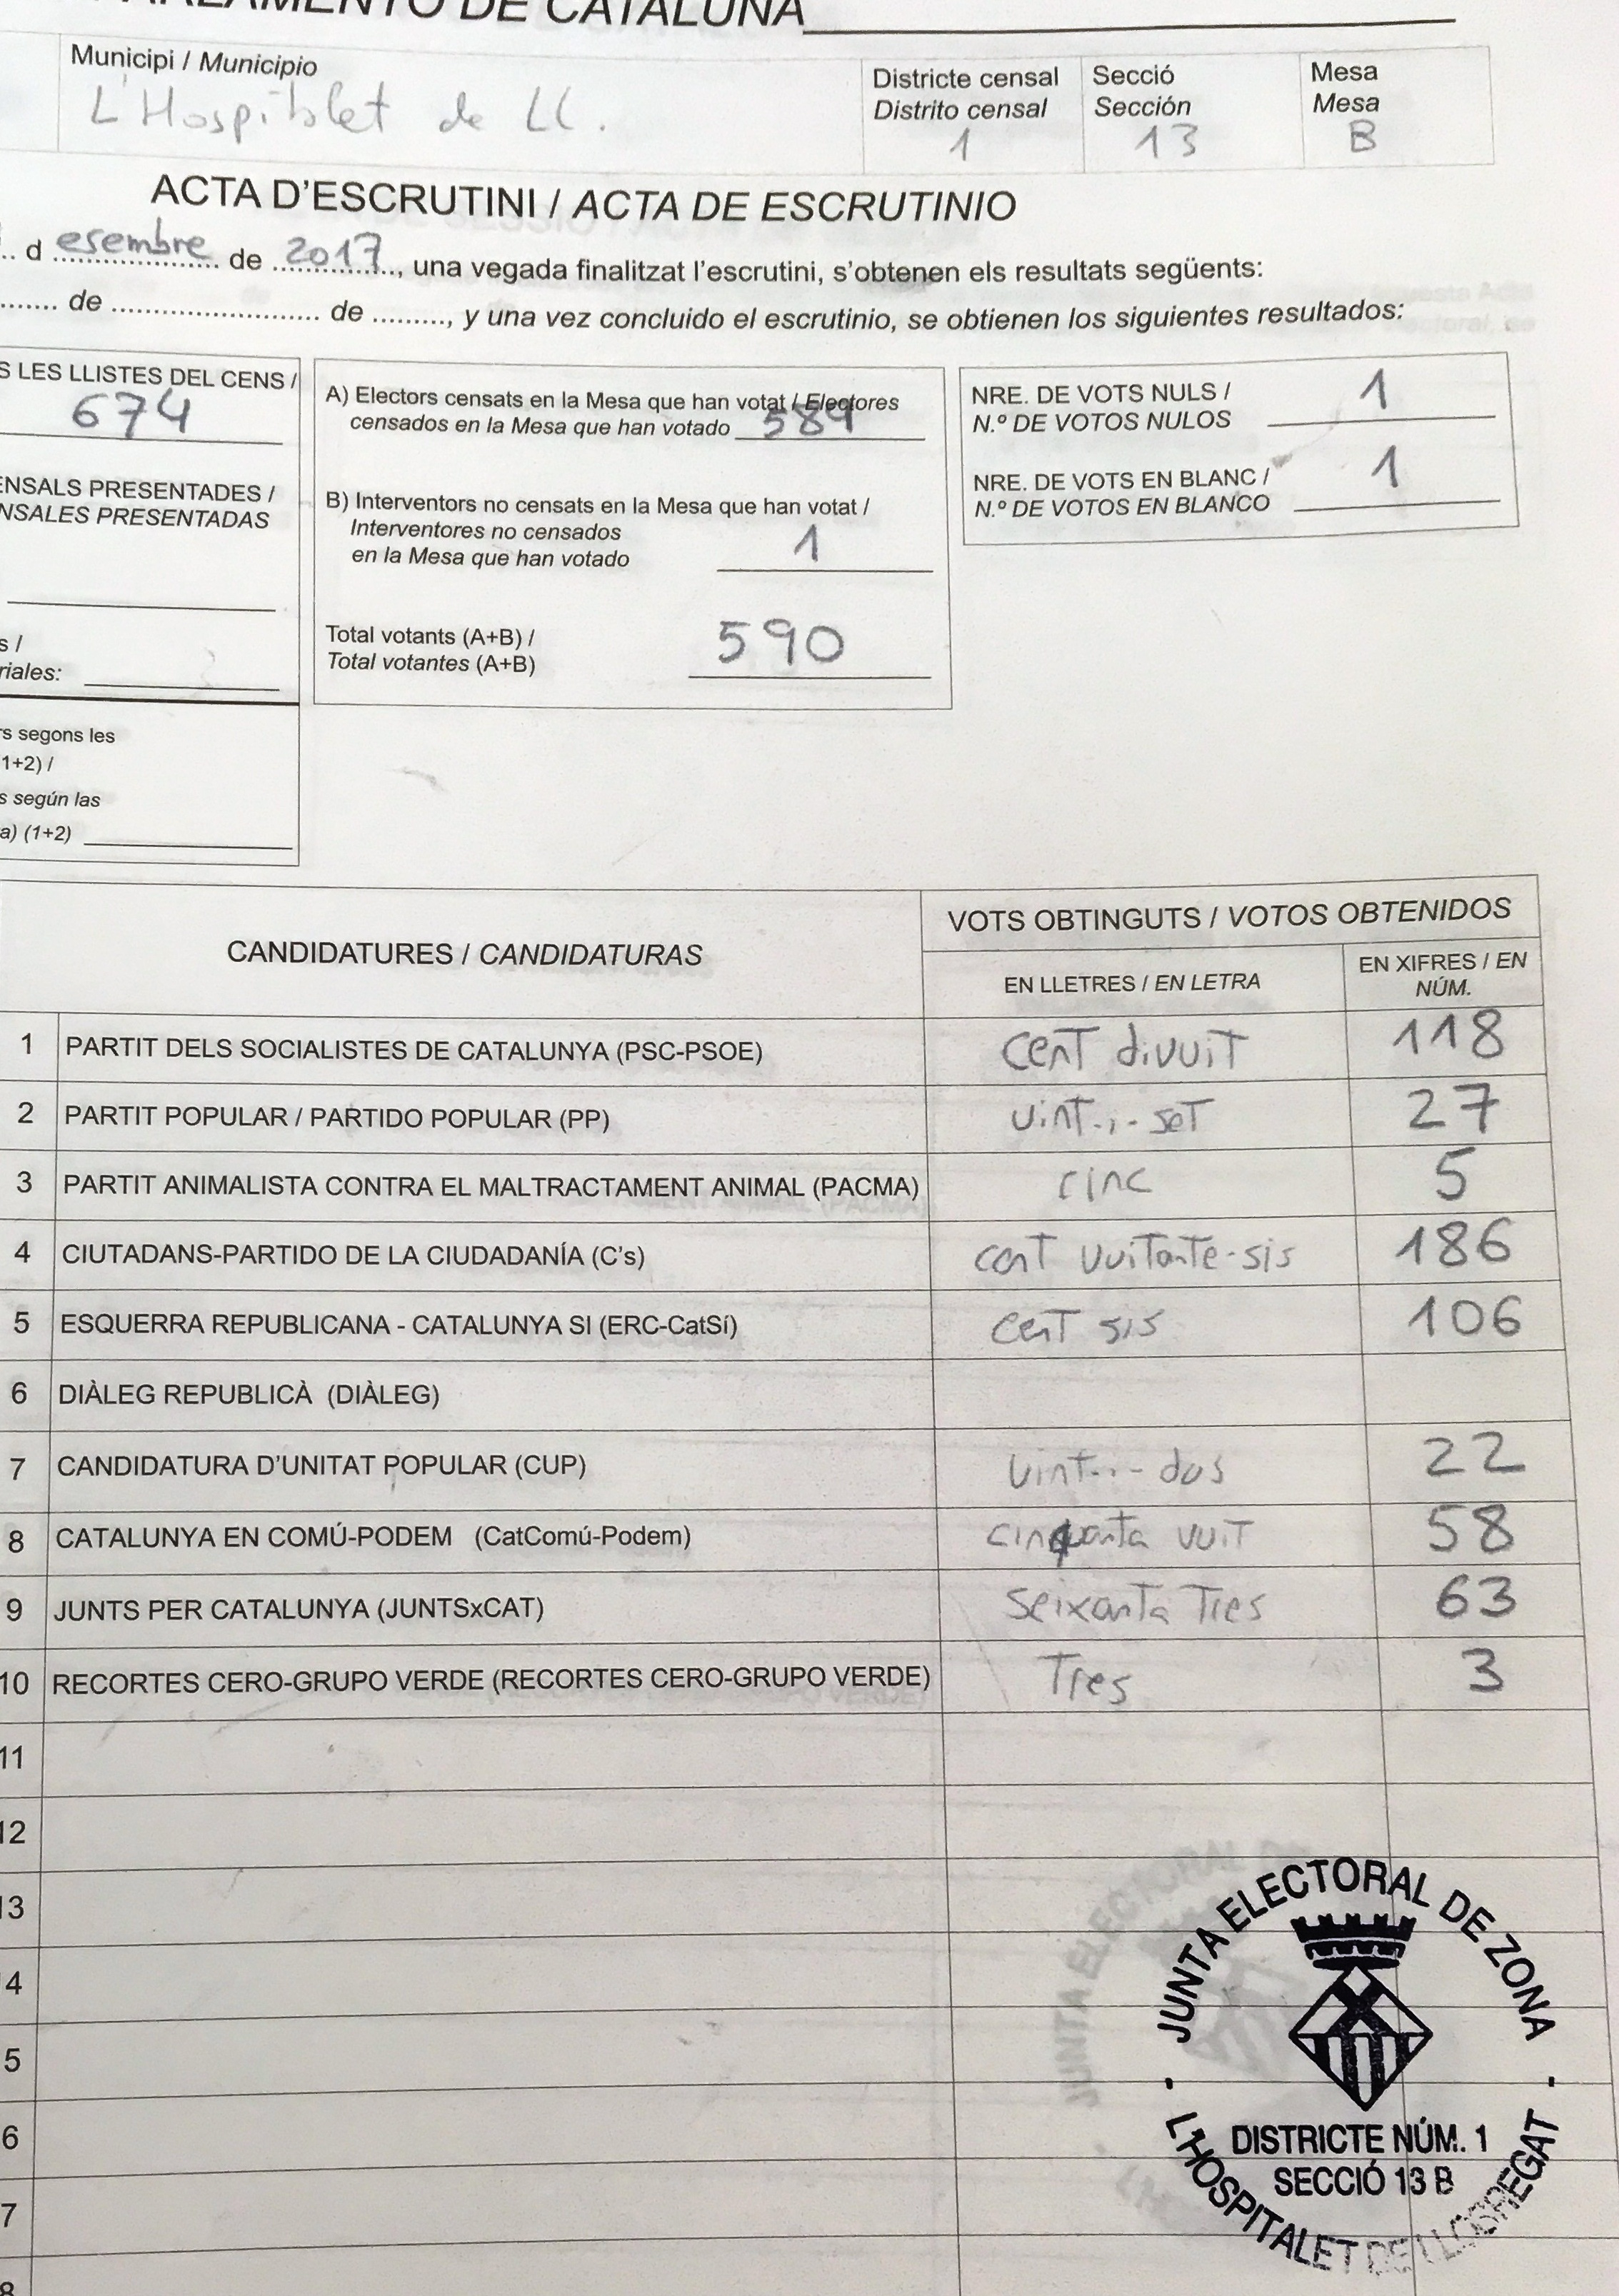 PARLAMENTO DE CATALUÑA
Municipi / Municipio
L'Hospitalet de Ll.
Districte censal
Distrito censal
1
Secció
Sección
13
Mesa
Mesa
B
ACTA D'ESCRUTINI / ACTA DE ESCRUTINIO
.. d esembre de 2017, una vegada finalitzat l'escrutini, s'obtenen els resultats següents:
........ de ........................ de ........., y una vez concluido el escrutinio, se obtienen los siguientes resultados:
S LES LLISTES DEL CENS /
674
ENSALS PRESENTADES /
NSALES PRESENTADAS
s /
riales:
rs segons les
1+2) /
s según las
a) (1+2)
A) Electors censats en la Mesa que han votat / Electores
censados en la Mesa que han votado 589
B) Interventors no censats en la Mesa que han votat /
Interventores no censados
en la Mesa que han votado 1
Total votants (A+B) /
Total votantes (A+B) 590
NRE. DE VOTS NULS /
N.º DE VOTOS NULOS 1
NRE. DE VOTS EN BLANC /
N.º DE VOTOS EN BLANCO 1
CANDIDATURES / CANDIDATURAS
VOTS OBTINGUTS / VOTOS OBTENIDOS
EN LLETRES / EN LETRA
EN XIFRES / EN
NÚM.
1 PARTIT DELS SOCIALISTES DE CATALUNYA (PSC-PSOE) cent divuit 118
2 PARTIT POPULAR / PARTIDO POPULAR (PP) vint-i-set 27
3 PARTIT ANIMALISTA CONTRA EL MALTRACTAMENT ANIMAL (PACMA) cinc 5
4 CIUTADANS-PARTIDO DE LA CIUDADANÍA (C's) cent vuitante-sis 186
5 ESQUERRA REPUBLICANA - CATALUNYA SI (ERC-CatSí) cent sis 106
6 DIÀLEG REPUBLICÀ (DIÀLEG)
7 CANDIDATURA D'UNITAT POPULAR (CUP) vint-i-dos 22
8 CATALUNYA EN COMÚ-PODEM (CatComú-Podem) cinquanta vuit 58
9 JUNTS PER CATALUNYA (JUNTSxCAT) seixanta tres 63
10 RECORTES CERO-GRUPO VERDE (RECORTES CERO-GRUPO VERDE) Tres 3
11
12
13
4
5
6
7
8
JUNTA ELECTORAL DE ZONA
DISTRICTE NÚM. 1
SECCIÓ 13 B
L'HOSPITALET DE LLOBREGAT